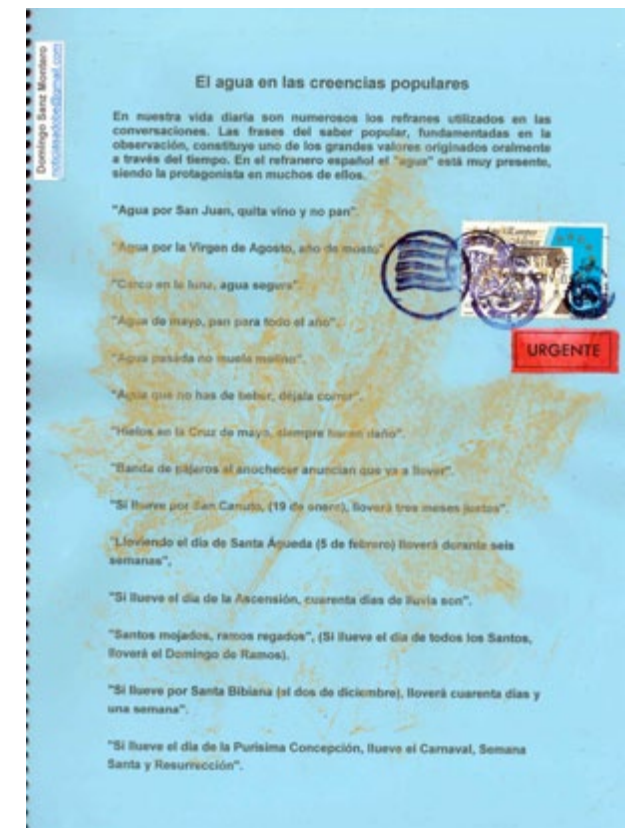 Domingo Sanz Montero
El agua en las creencias populares
En nuestra vida diaria son numerosos los refranes utilizados en las
conversaciones. Las frases del saber popular, fundamentadas en la
observación, constituye uno de los grandes valores originados oralmente
a través del tiempo. En el refranero español el "agua" está muy presente,
siendo la protagonista en muchos de ellos.
"Agua por San Juan, quita vino y no pan".
"Agua por la Virgen de Agosto, año de mosto"
"Cerco en la luna, agua segura".
"Agua de mayo, pan para todo el año".
URGENTE
"Agua pasada no muele molino".
"Agua que no has de beber, déjala correr".
"Hielos en la Cruz de mayo, siempre hacen daño".
"Banda de pájaros al anochecer anuncian que va a llover".
"Si llueve por San Canuto, (19 de enero), lloverá tres meses justos".
"Lloviendo el día de Santa Águeda (5 de febrero) lloverá durante seis
semanas",
"Si llueve el día de la Ascensión, cuarenta días de lluvia son".
"Santos mojados, ramos regados", (Si llueve el día de todos los Santos,
lloverá el Domingo de Ramos).
"Si llueve por Santa Bibiana (el dos de diciembre), lloverá cuarenta días y
una semana".
"Si llueve el día de la Purísima Concepción, llueve el Carnaval, Semana
Santa y Resurrección".